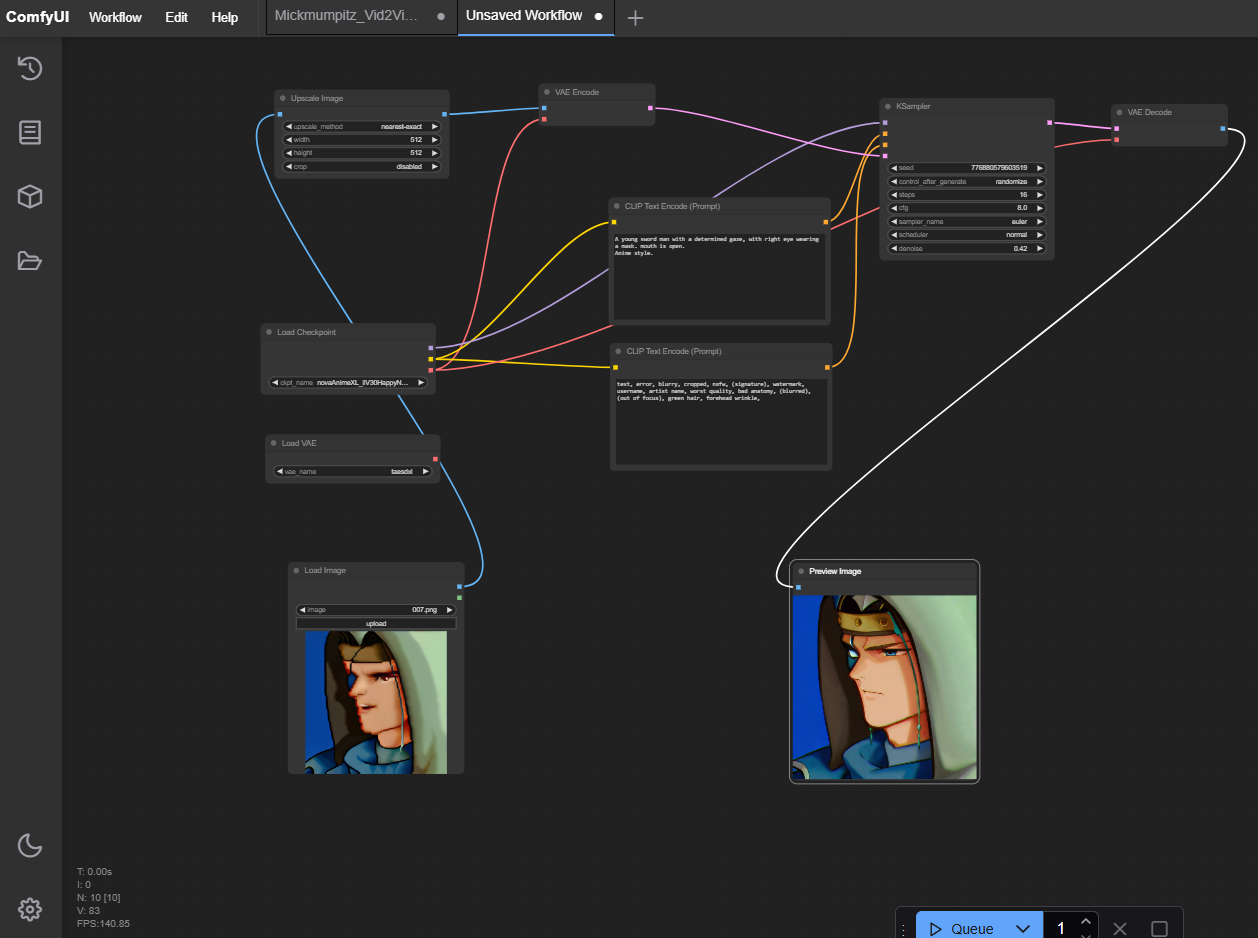 ComfyUI Workflow Edit Help Mickmumpitz_Vid2Vi... Unsaved Workflow
Upscale Image
upscale_method nearest-exact
width 512
height 512
crop disabled
VAE Encode
KSampler
seed 776880579603519
control_after_generate randomize
steps 16
cfg 8.0
sampler_name euler
scheduler normal
denoise 0.42
VAE Decode
CLIP Text Encode (Prompt)
A young sword man with a determined gaze, with right eye wearing
a mask. mouth is open.
Anime style.
Load Checkpoint
ckpt_name novaAnimeXL_ilV30HappyN...
CLIP Text Encode (Prompt)
text, error, blurry, cropped, nsfw, (signature), watermark,
username, artist name, worst quality, bad anatomy, (blurred),
(out of focus), green hair, forehead wrinkle,
Load VAE
vae_name taesdxl
Load Image
image 007.png
upload
Preview Image
T: 0.00s
I: 0
N: 10 [10]
V: 83
FPS:140.85
Queue 1